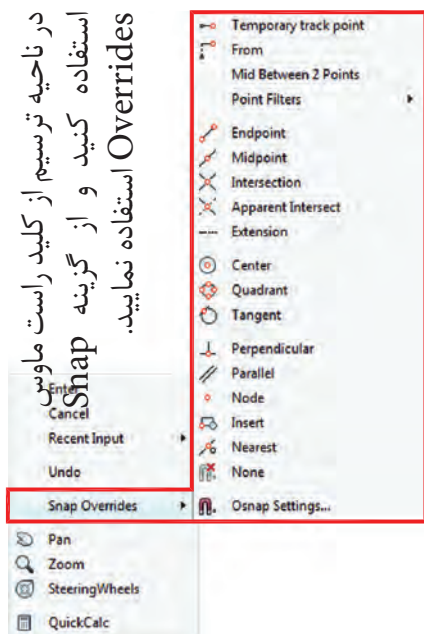 در ناحیه ترسیم از کلید راست ماوس
استفاده کنید و از گزینه Snap
Overrides استفاده نمایید.
Temporary track point
From
Mid Between 2 Points
Point Filters
Endpoint
Midpoint
Intersection
Apparent Intersect
Extension
Center
Quadrant
Tangent
Perpendicular
Parallel
Node
Insert
Nearest
None
Osnap Settings...
Enter
Cancel
Recent Input
Undo
Snap Overrides
Pan
Zoom
SteeringWheels
QuickCalc